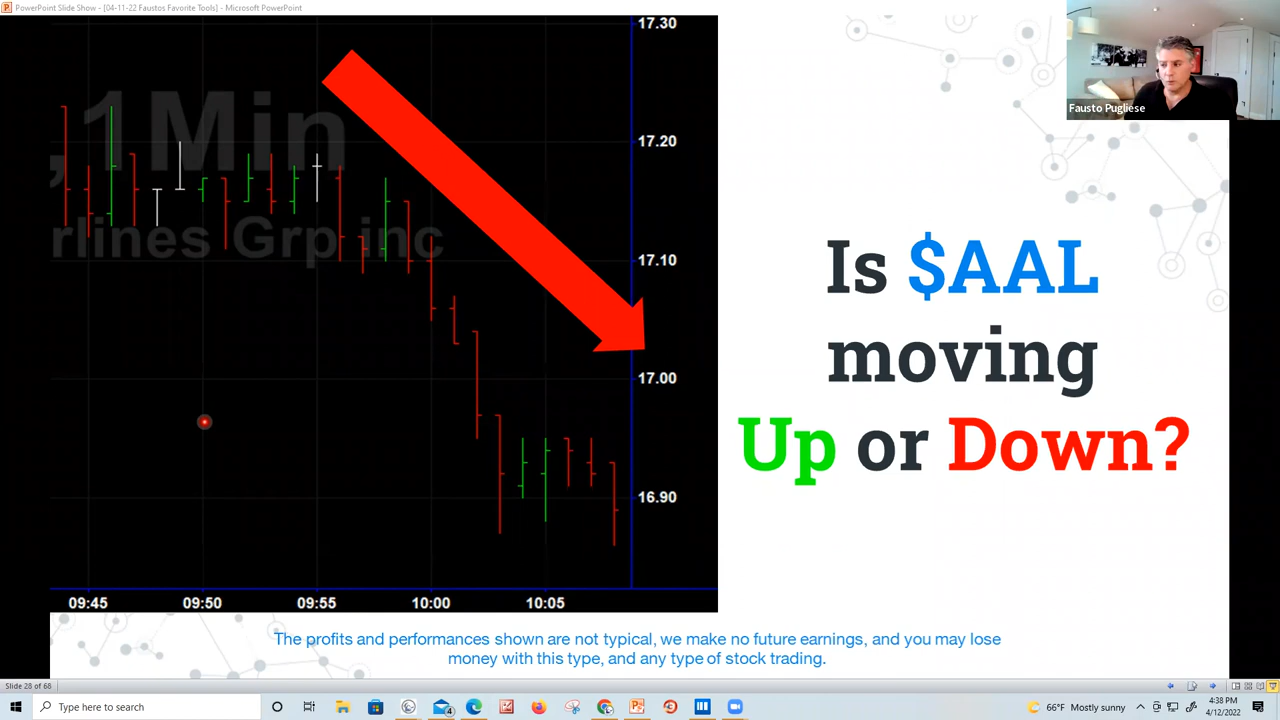 PowerPoint Slide Show - [04-11-22 Faustos Favorite Tools] - Microsoft PowerPoint
Fausto Pugliese
, 1 Min
rlines Grp inc
17.30
17.20
17.10
17.00
16.90
09:45 09:50 09:55 10:00 10:05
Is $AAL
moving
Up or Down?
The profits and performances shown are not typical, we make no future earnings, and you may lose
money with this type, and any type of stock trading.
Slide 28 of 68
Type here to search
4
66°F Mostly sunny
4:38 PM
4/12/2022